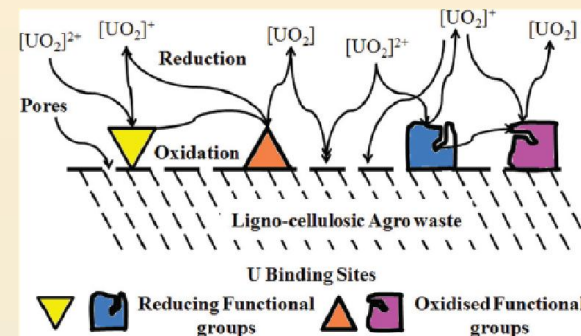 [UO₂]²⁺ [UO₂]⁺ [UO₂] [UO₂]²⁺ [UO₂]⁺ [UO₂]
Reduction
Pores
Oxidation
Ligno-cellulosic Agro waste
U Binding Sites
Reducing Functional groups
Oxidised Functional groups